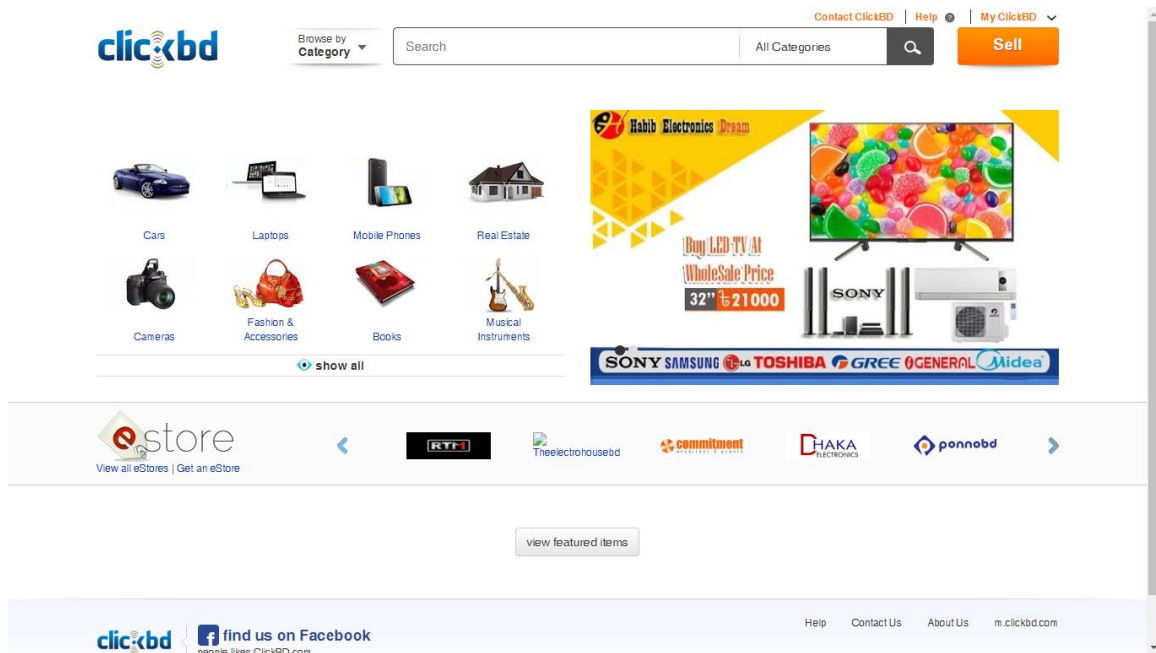 Contact ClickBD
Help
My ClickBD
clickbd
Browse by
Category
Search
All Categories
Sell
Cars
Laptops
Mobile Phones
Real Estate
Cameras
Fashion &
Accessories
Books
Musical
Instruments
show all
Habib Electronics Dream
Buy LED TV At
WholeSale Price
32" ৳ 21000
SONY
SONY SAMSUNG LG TOSHIBA GREE OGENERAL Midea
estore
View all eStores | Get an eStore
RTM
Theelectrohousebd
commitment
architect & events
DHAKA
ELECTRONICS
ponnobd
view featured items
clickbd
find us on Facebook
people likes ClickBD.com
Help
Contact Us
About Us
m.clickbd.com